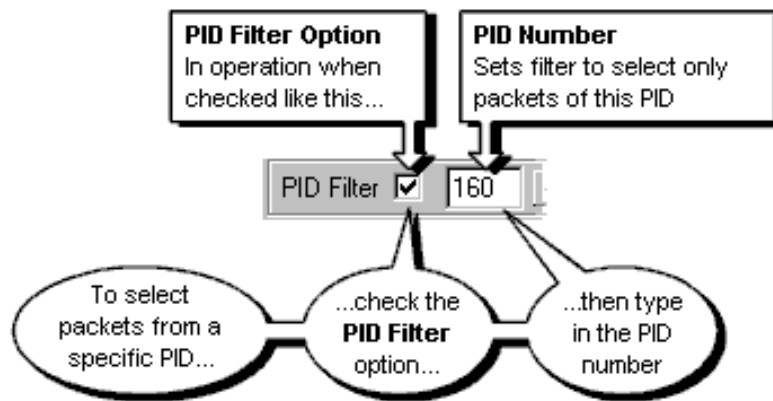 PID Filter Option
In operation when
checked like this...
PID Number
Sets filter to select only
packets of this PID
PID Filter
160
To select
packets from a
specific PID...
...check the
PID Filter
option...
...then type
in the PID
number